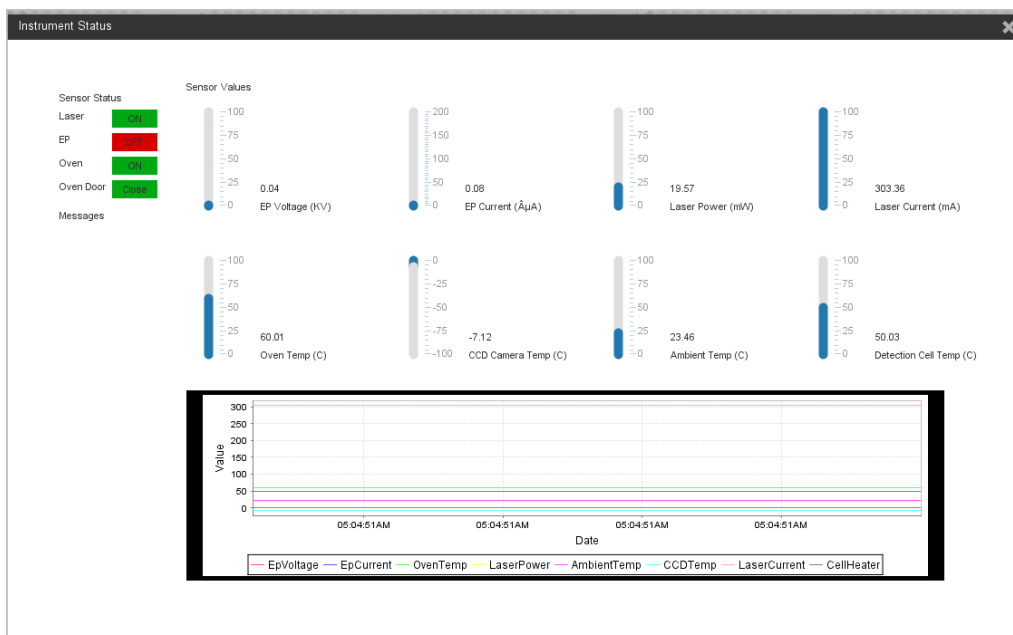 Instrument Status
Sensor Status
Laser ON
EP OFF
Oven ON
Oven Door Close
Messages
Sensor Values
100
75
50
25
0
0.04
EP Voltage (KV)
200
150
100
50
0
0.08
EP Current (ÂµA)
100
75
50
25
0
19.57
Laser Power (mW)
100
75
50
25
0
303.36
Laser Current (mA)
100
75
50
25
0
60.01
Oven Temp (C)
0
-25
-50
-75
-100
-7.12
CCD Camera Temp (C)
100
75
50
25
0
23.46
Ambient Temp (C)
100
75
50
25
0
50.03
Detection Cell Temp (C)
Value
300
250
200
150
100
50
0
05:04:51AM 05:04:51AM 05:04:51AM 05:04:51AM
Date
EpVoltage EpCurrent OvenTemp LaserPower AmbientTemp CCDTemp LaserCurrent CellHeater